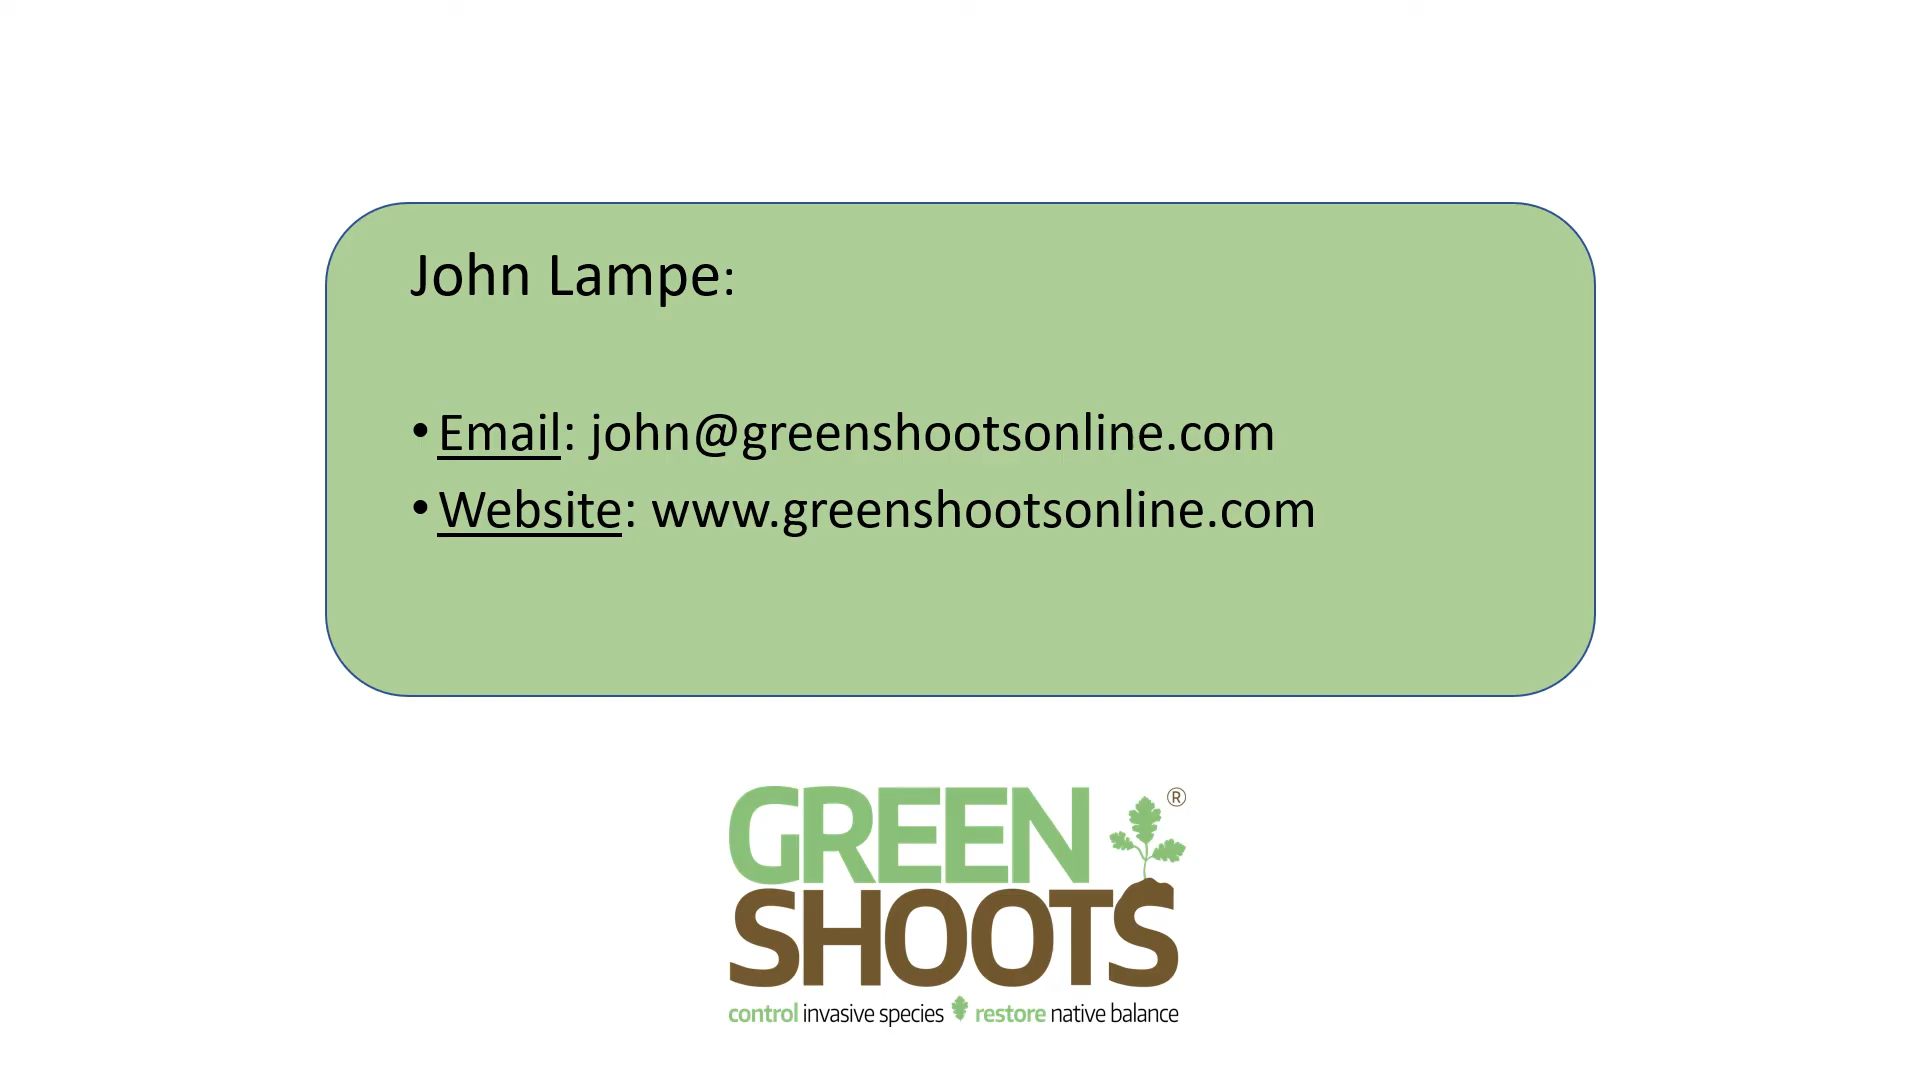 John Lampe:
• Email: john@greenshootsonline.com
• Website: www.greenshootsonline.com
GREEN ®
SHOOTS
control invasive species restore native balance